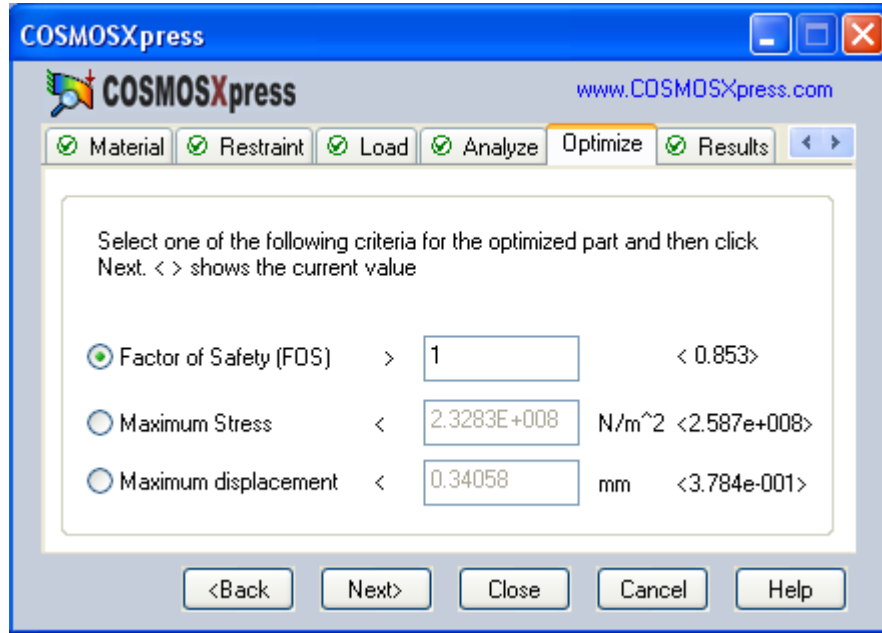 COSMOSXpress
COSMOSXpress www.COSMOSXpress.com
Material Restraint Load Analyze Optimize Results
Select one of the following criteria for the optimized part and then click
Next. < > shows the current value
Factor of Safety (FOS) > 1 < 0.853>
Maximum Stress < 2.3283E+008 N/m^2 <2.587e+008>
Maximum displacement < 0.34058 mm <3.784e-001>
<Back Next> Close Cancel Help